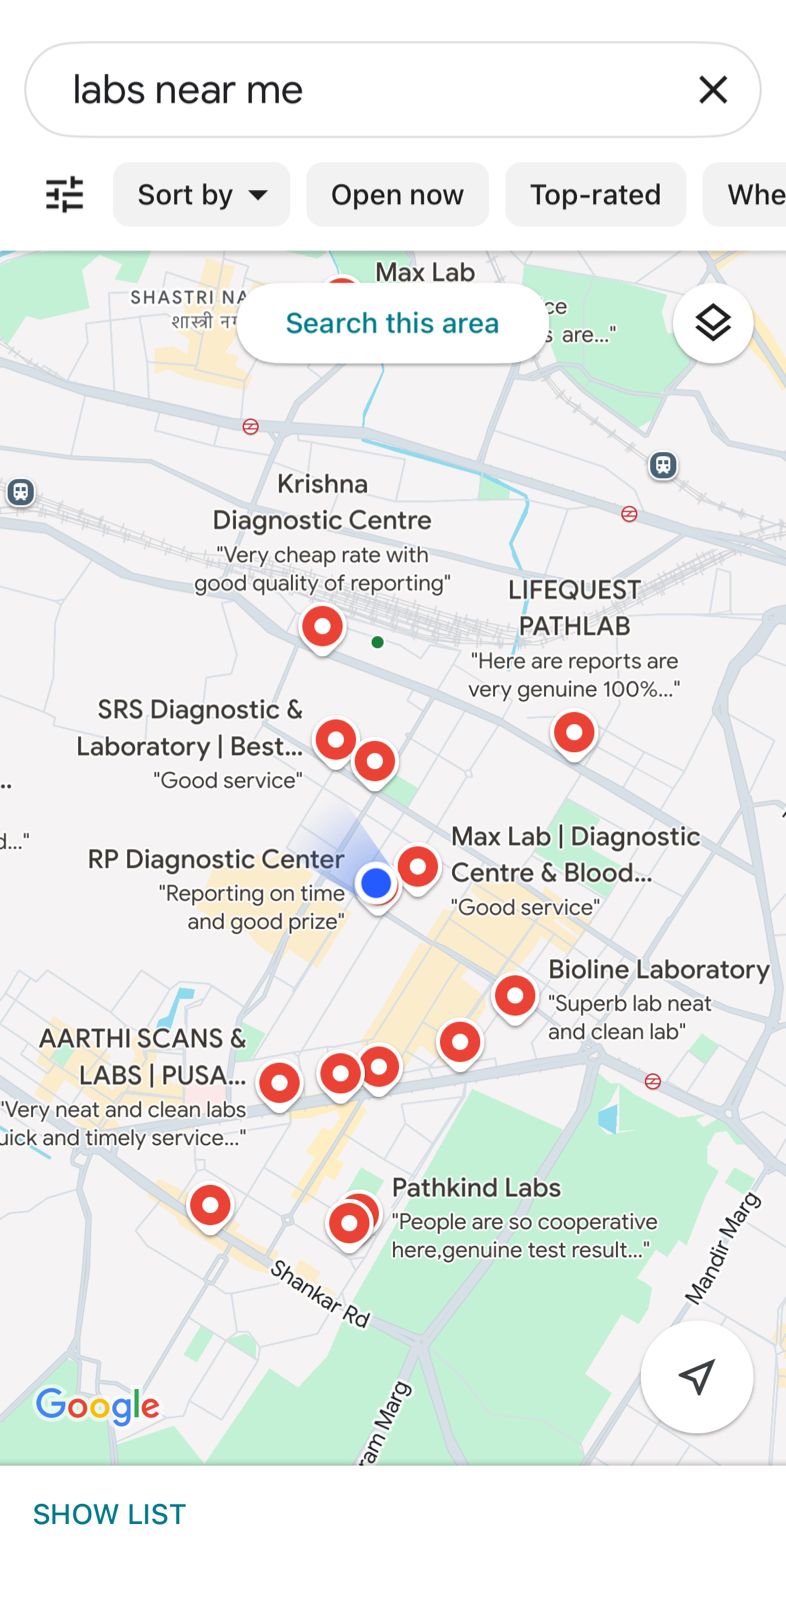 labs near me
Sort by
Open now
Top-rated
Whe
Max Lab
SHASTRI NA
शास्त्री नग
Search this area
ce
s are..."
Krishna
Diagnostic Centre
"Very cheap rate with
good quality of reporting"
LIFEQUEST
PATHLAB
"Here are reports are
very genuine 100%..."
SRS Diagnostic &
Laboratory | Best...
"Good service"
..
d..."
RP Diagnostic Center
"Reporting on time
and good prize"
Max Lab | Diagnostic
Centre & Blood...
"Good service"
Bioline Laboratory
"Superb lab neat
and clean lab"
AARTHI SCANS &
LABS | PUSA...
"Very neat and clean labs
uick and timely service..."
Pathkind Labs
"People are so cooperative
here,genuine test result..."
Shankar Rd
Mandir Marg
ram Marg
Google
SHOW LIST